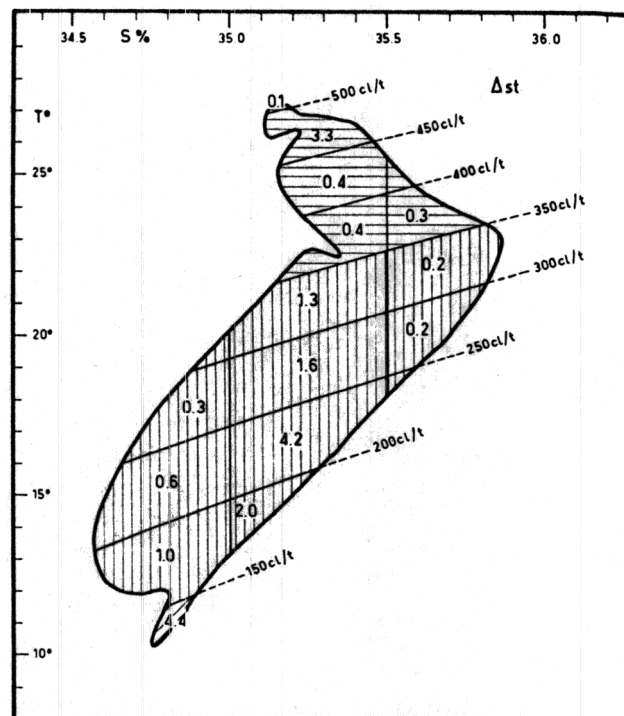 34.5 S % 35.0 35.5 36.0
Δst
T°
0.1 500 cl/t
3.3 450 cl/t
25°
0.4 400 cl/t
0.4 0.3 350 cl/t
0.2 300 cl/t
1.3
20° 0.2
1.6 250 cl/t
0.3
4.2 200 cl/t
0.6
15°
2.0
1.0
150 cl/t
4.4
10°